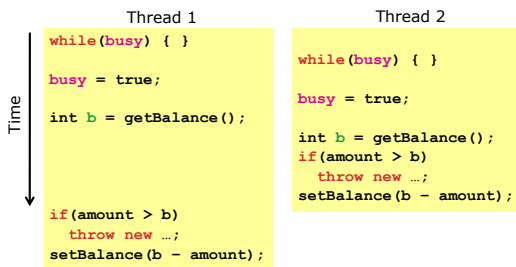 Thread 1
while(busy) { }
busy = true;
int b = getBalance();
if(amount > b)
throw new …;
setBalance(b – amount);
Thread 2
while(busy) { }
busy = true;
int b = getBalance();
if(amount > b)
throw new …;
setBalance(b – amount);
Time